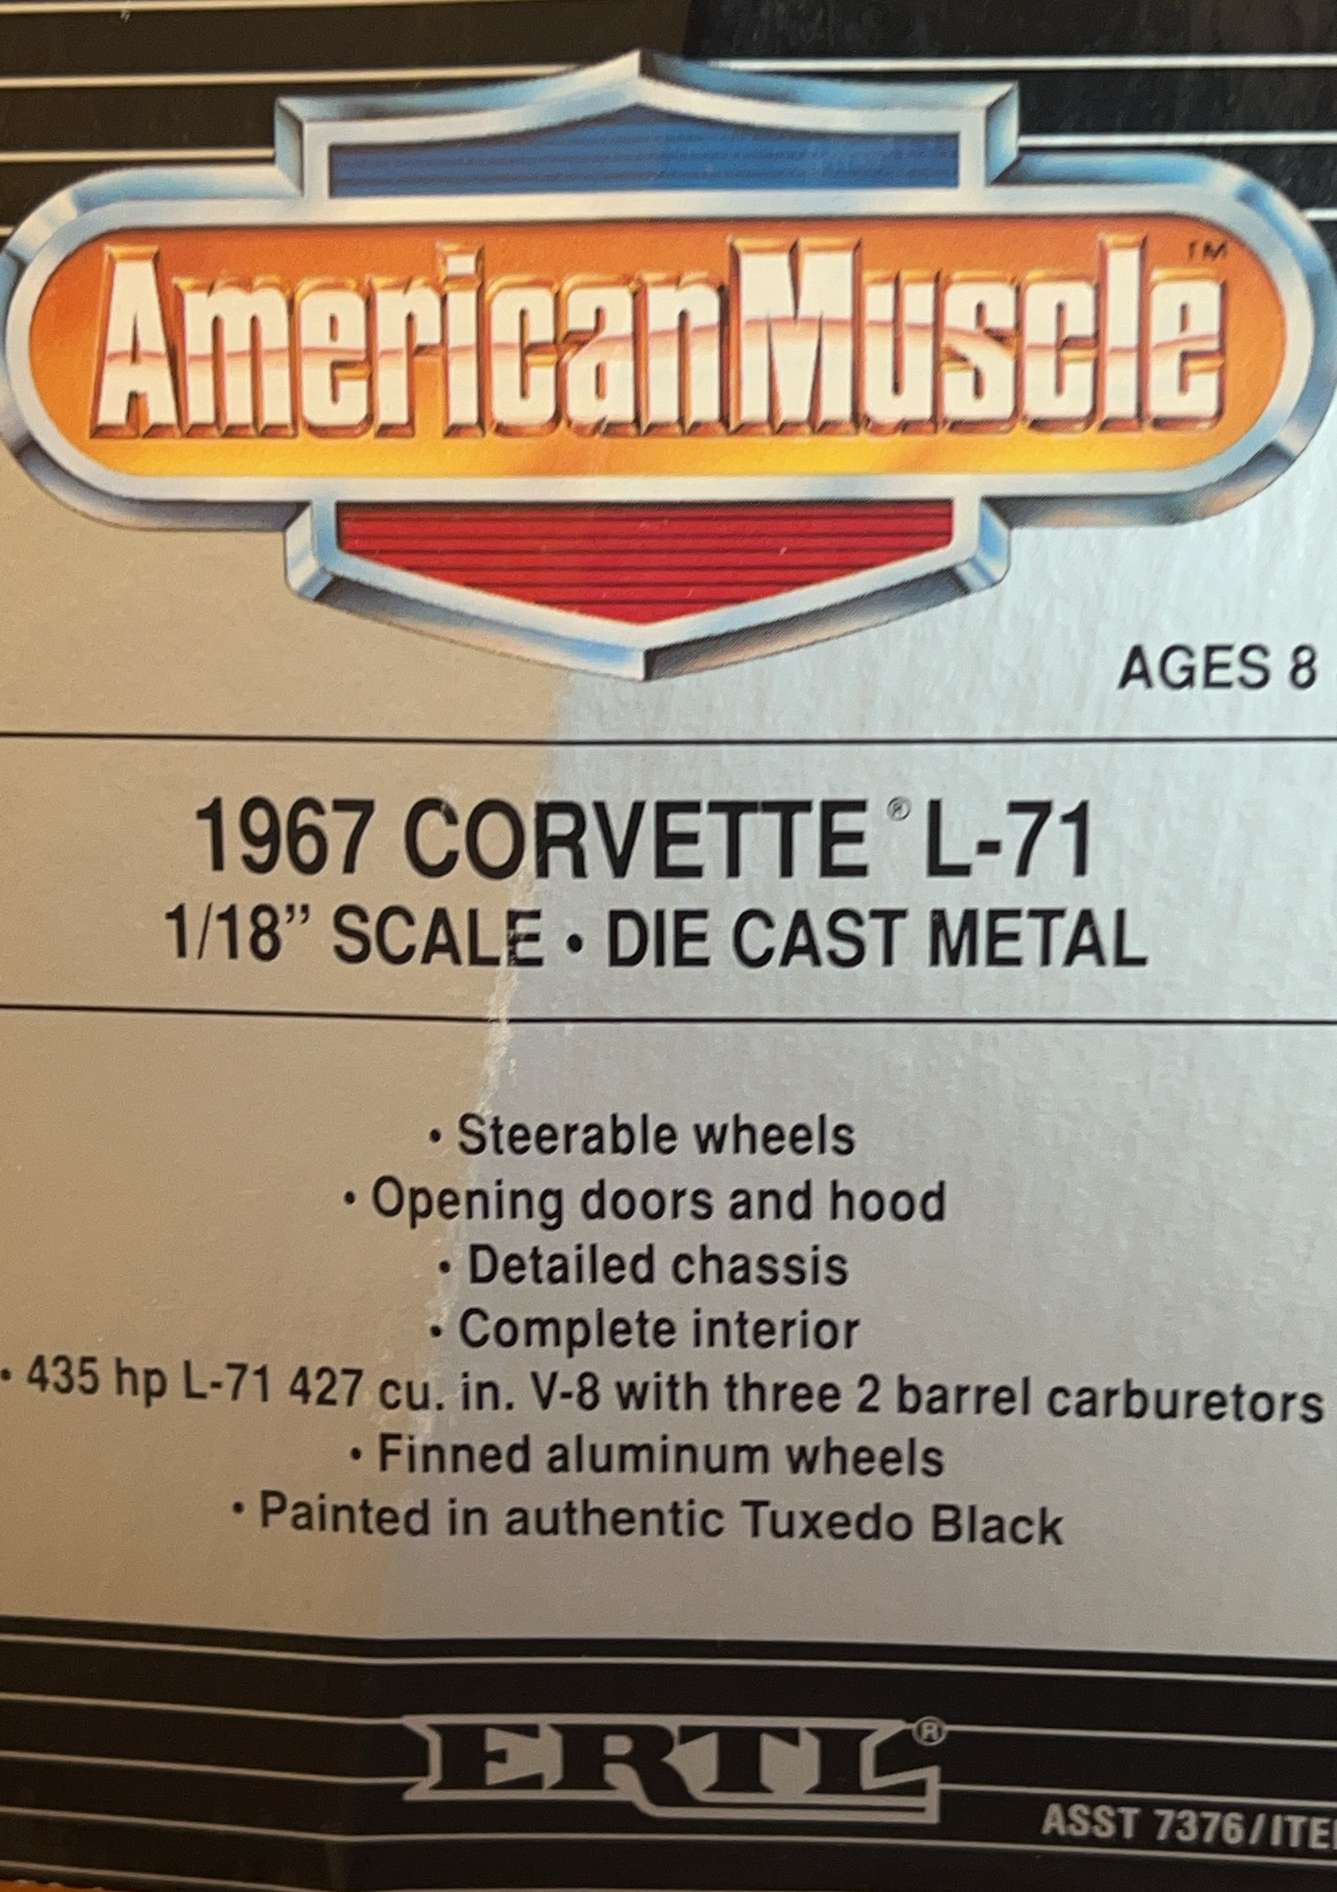 AmericanMuscle™
AGES 8
1967 CORVETTE® L-71
1/18” SCALE • DIE CAST METAL
• Steerable wheels
• Opening doors and hood
• Detailed chassis
• Complete interior
• 435 hp L-71 427 cu. in. V-8 with three 2 barrel carburetors
• Finned aluminum wheels
• Painted in authentic Tuxedo Black
ERTL®
ASST 7376/ITE